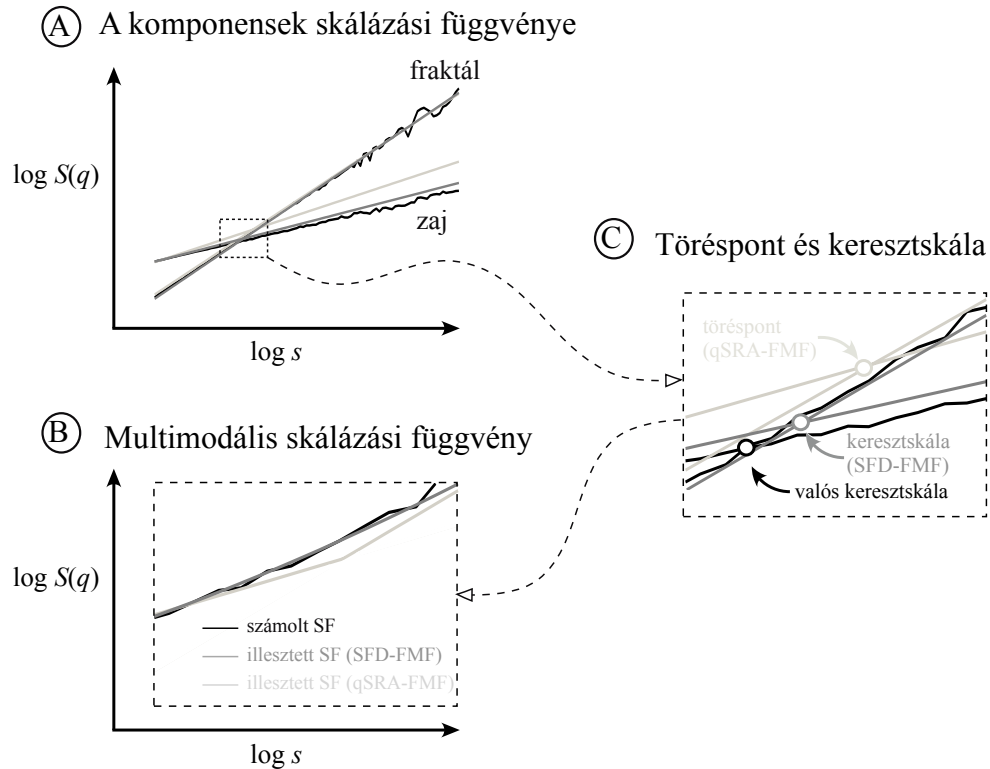 A A komponensek skálázási függvénye
fraktál
log S(q)
zaj
log s
C Töréspont és keresztskála
töréspont
(qSRA-FMF)
keresztskála
(SFD-FMF)
valós keresztskála
B Multimodális skálázási függvény
log S(q)
számolt SF
illesztett SF (SFD-FMF)
illesztett SF (qSRA-FMF)
log s